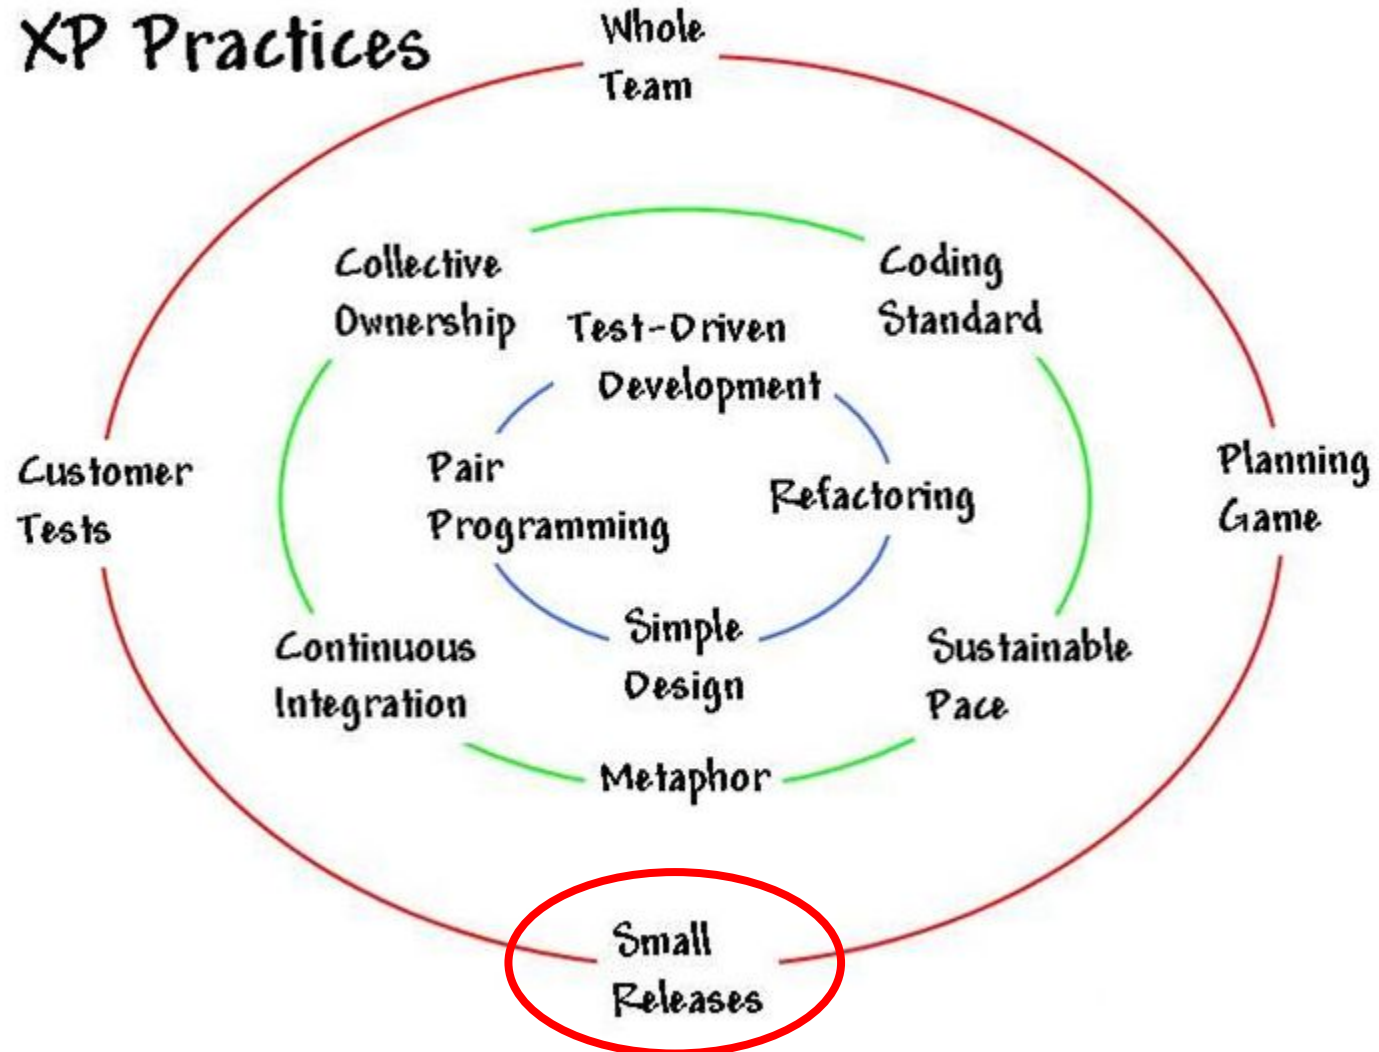 XP Practices
Whole
Team
Collective
Ownership
Coding
Standard
Test-Driven
Development
Customer
Tests
Pair
Programming
Refactoring
Planning
Game
Simple
Design
Continuous
Integration
Sustainable
Pace
Metaphor
Small
Releases